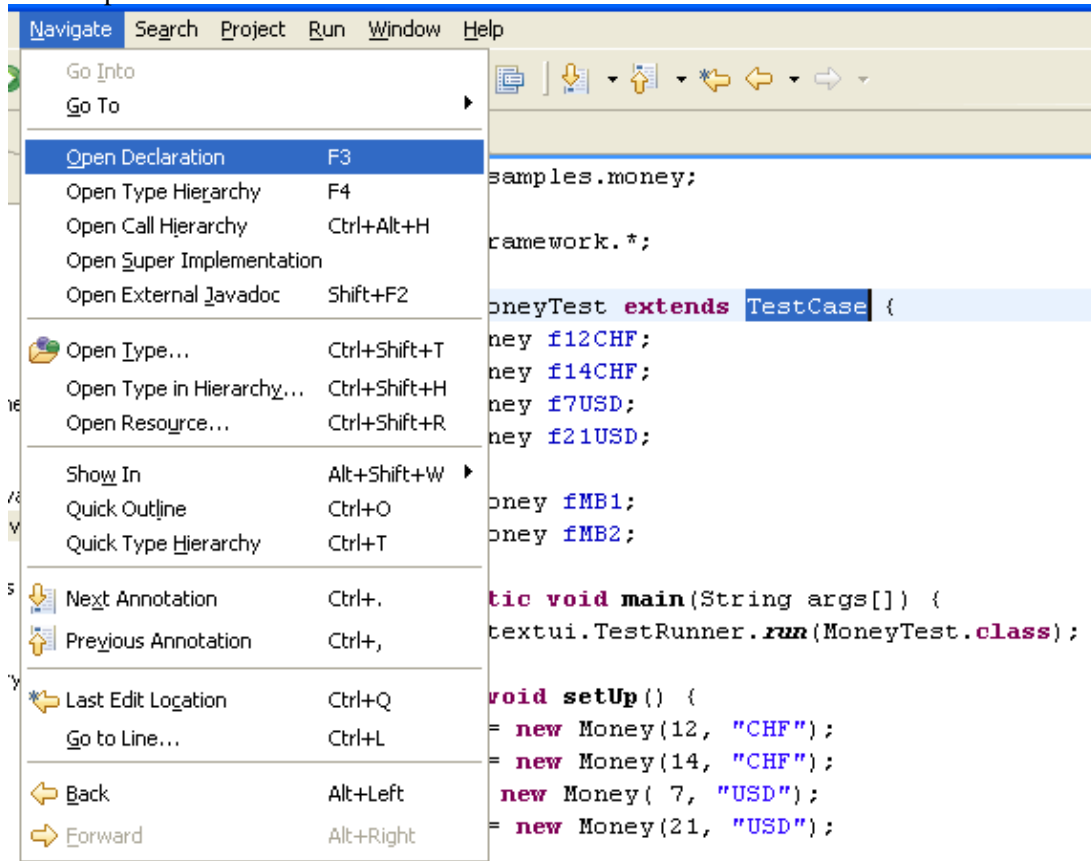 Navigate Search Project Run Window Help
Go Into
Go To
Open Declaration F3
Open Type Hierarchy F4
Open Call Hierarchy Ctrl+Alt+H
Open Super Implementation
Open External Javadoc Shift+F2
Open Type... Ctrl+Shift+T
Open Type in Hierarchy... Ctrl+Shift+H
Open Resource... Ctrl+Shift+R
Show In Alt+Shift+W
Quick Outline Ctrl+O
Quick Type Hierarchy Ctrl+T
Next Annotation Ctrl+.
Previous Annotation Ctrl+,
Last Edit Location Ctrl+Q
Go to Line... Ctrl+L
Back Alt+Left
Forward Alt+Right
samples.money;
ramework.*;
oneyTest extends TestCase {
ney f12CHF;
ney f14CHF;
ney f7USD;
ney f21USD;
oney fMB1;
oney fMB2;
tic void main(String args[]) {
textui.TestRunner.run(MoneyTest.class);
void setUp() {
= new Money(12, "CHF");
= new Money(14, "CHF");
new Money( 7, "USD");
= new Money(21, "USD");